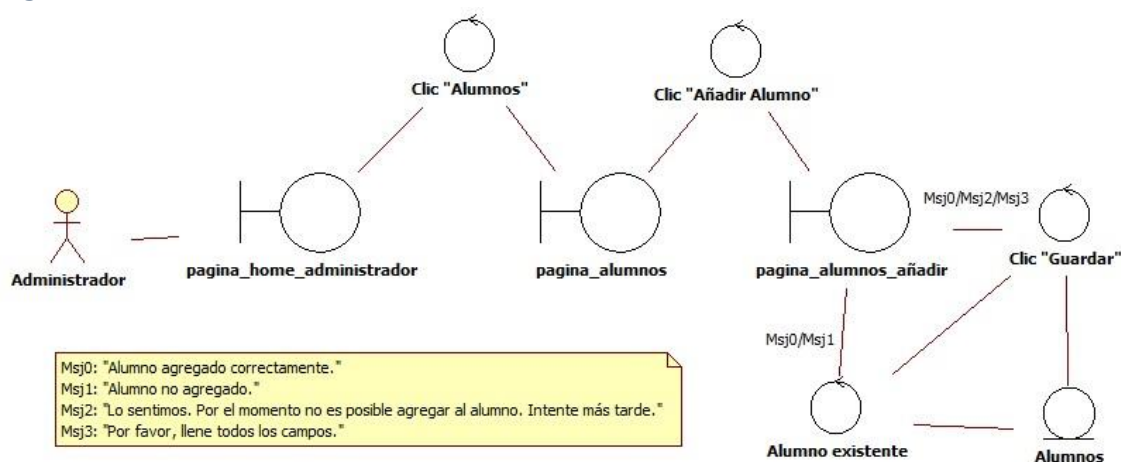 Clic "Alumnos"
Clic "Añadir Alumno"
Administrador
pagina_home_administrador
pagina_alumnos
pagina_alumnos_añadir
Msj0/Msj2/Msj3
Clic "Guardar"
Msj0/Msj1
Alumno existente
Alumnos
Msj0: "Alumno agregado correctamente."
Msj1: "Alumno no agregado."
Msj2: "Lo sentimos. Por el momento no es posible agregar al alumno. Intente más tarde."
Msj3: "Por favor, llene todos los campos."